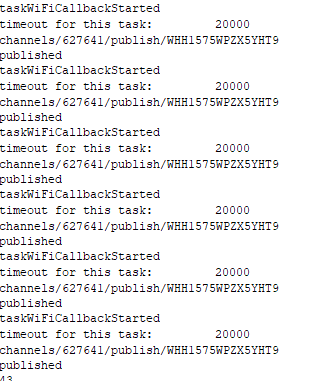 taskWiFiCallbackStarted
timeout for this task:         20000
channels/627641/publish/WHH1575WPZX5YHT9
published
taskWiFiCallbackStarted
timeout for this task:         20000
channels/627641/publish/WHH1575WPZX5YHT9
published
taskWiFiCallbackStarted
timeout for this task:         20000
channels/627641/publish/WHH1575WPZX5YHT9
published
taskWiFiCallbackStarted
timeout for this task:         20000
channels/627641/publish/WHH1575WPZX5YHT9
published
taskWiFiCallbackStarted
timeout for this task:         20000
channels/627641/publish/WHH1575WPZX5YHT9
published
taskWiFiCallbackStarted
timeout for this task:         20000
channels/627641/publish/WHH1575WPZX5YHT9
published